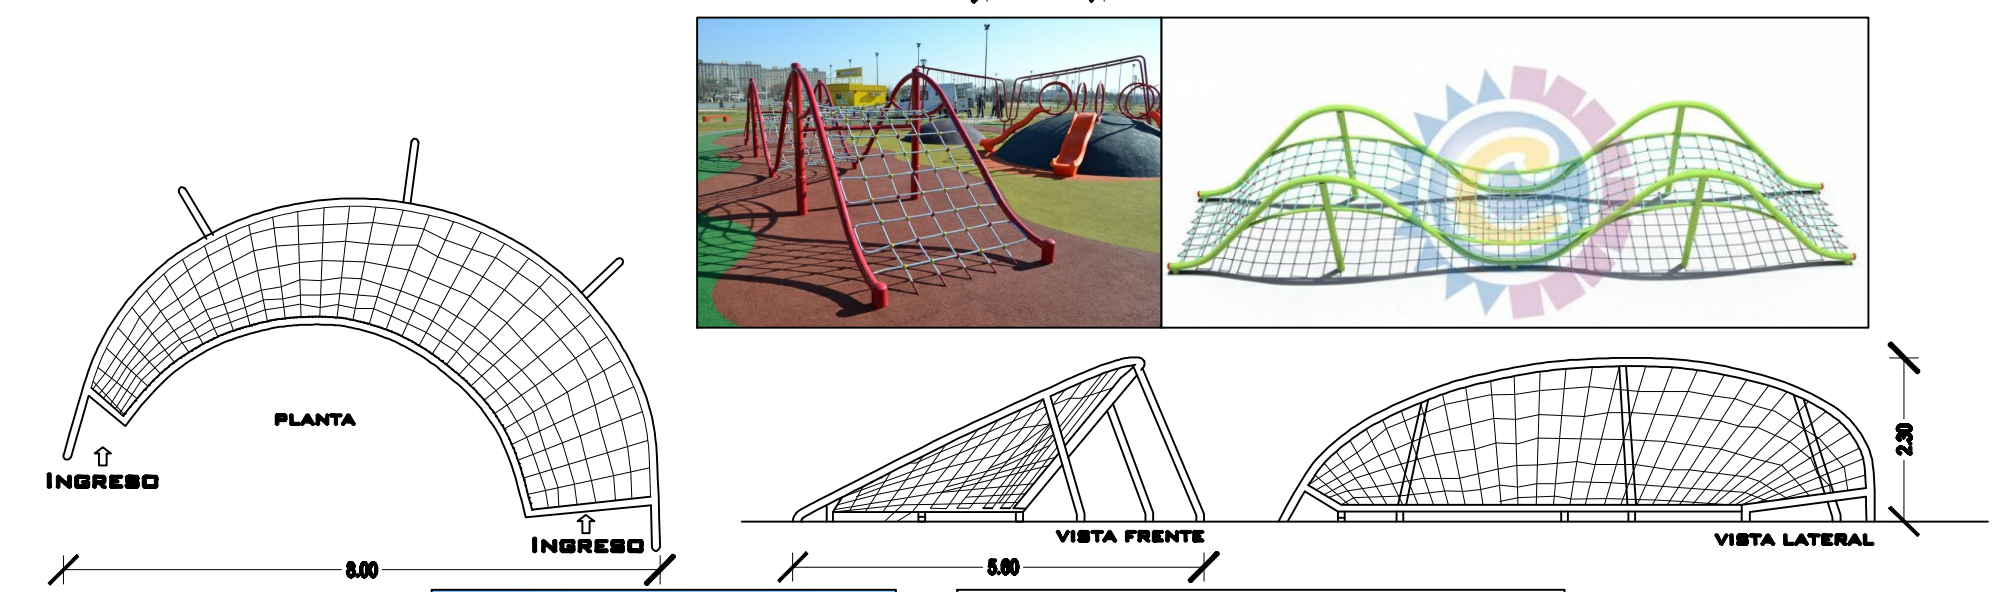 PLANTA
INGRESO
INGRESO
8.00
VISTA FRENTE
5.60
VISTA LATERAL
2.30